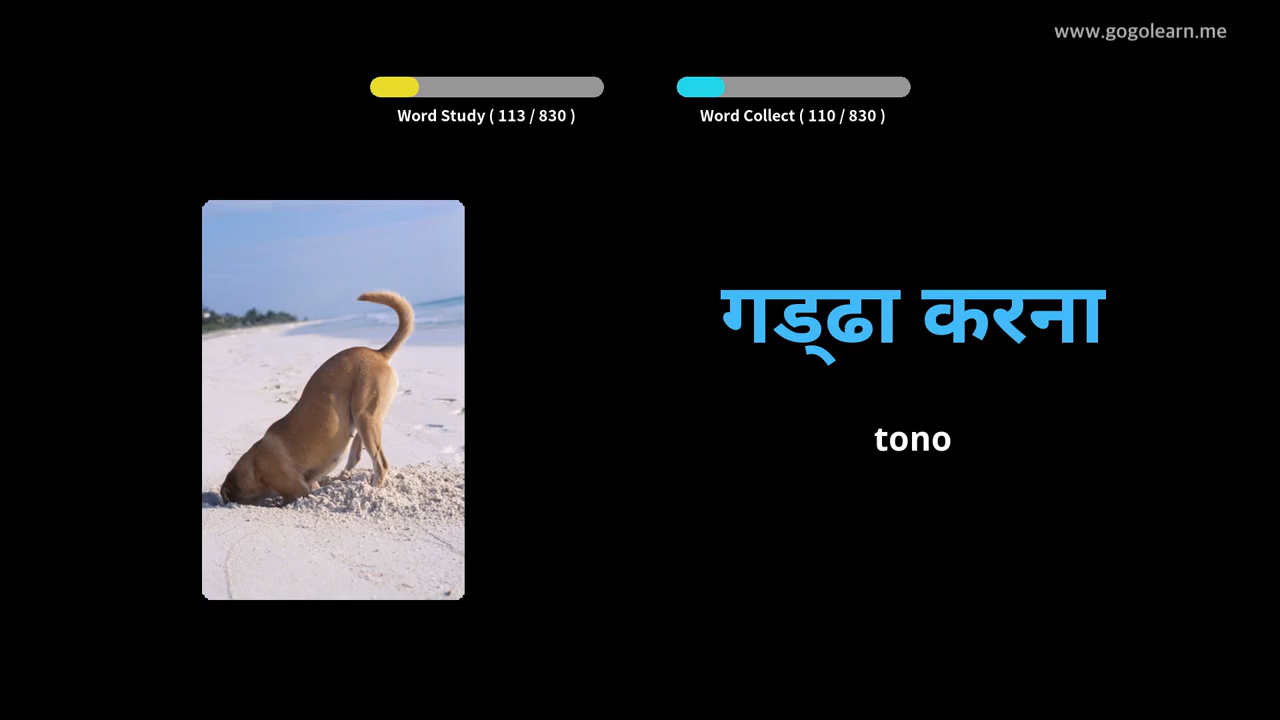 www.gogolearn.me
Word Study ( 113 / 830 )
Word Collect ( 110 / 830 )
गड्‌ढा करना
tono